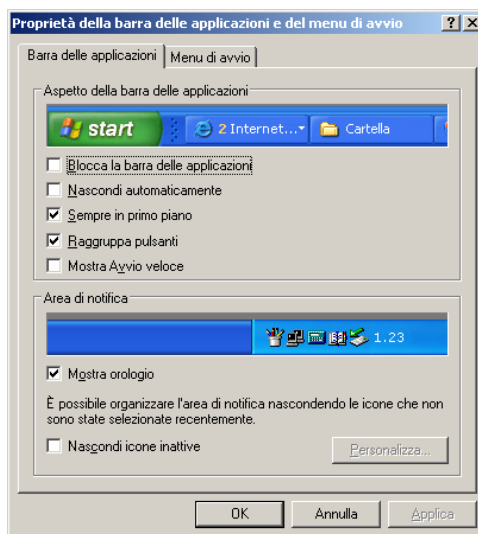 Proprietà della barra delle applicazioni e del menu di avvio
Barra delle applicazioni Menu di avvio
Aspetto della barra delle applicazioni
start 2 Internet... Cartella
Blocca la barra delle applicazioni
Nascondi automaticamente
Sempre in primo piano
Raggruppa pulsanti
Mostra Avvio veloce
Area di notifica
1.23
Mostra orologio
È possibile organizzare l'area di notifica nascondendo le icone che non
sono state selezionate recentemente.
Nascondi icone inattive Personalizza...
OK Annulla Applica